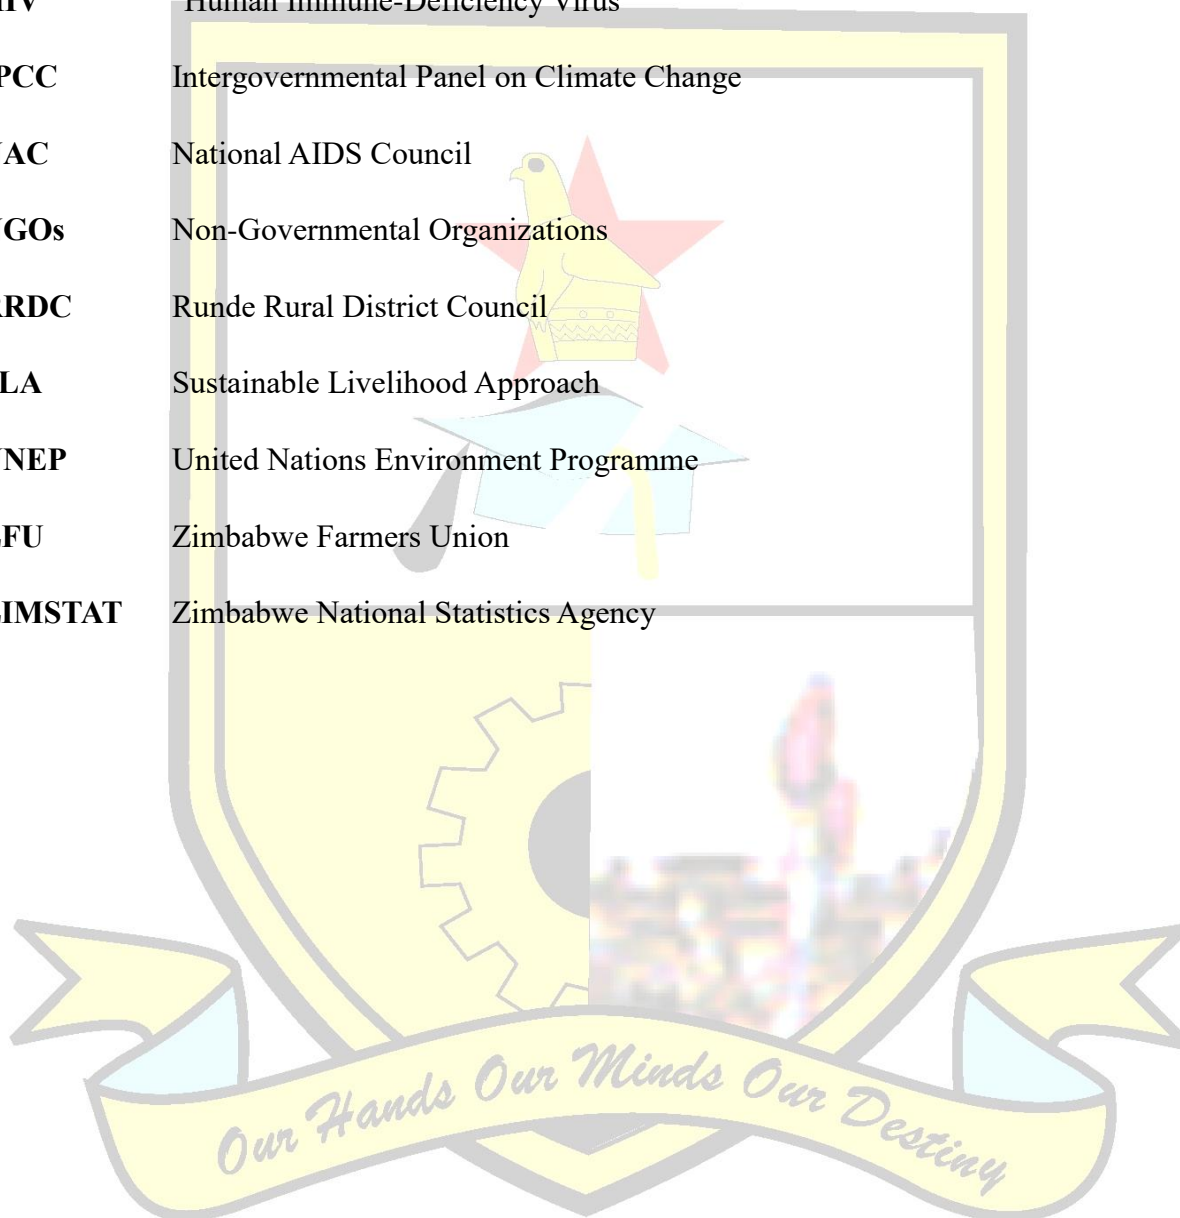 HIV Human Immune-Deficiency Virus
PCC Intergovernmental Panel on Climate Change
AC National AIDS Council
GOs Non-Governmental Organizations
RDC Runde Rural District Council
LA Sustainable Livelihood Approach
NEP United Nations Environment Programme
FU Zimbabwe Farmers Union
IMSTAT Zimbabwe National Statistics Agency
Our Hands Our Minds Our Destiny